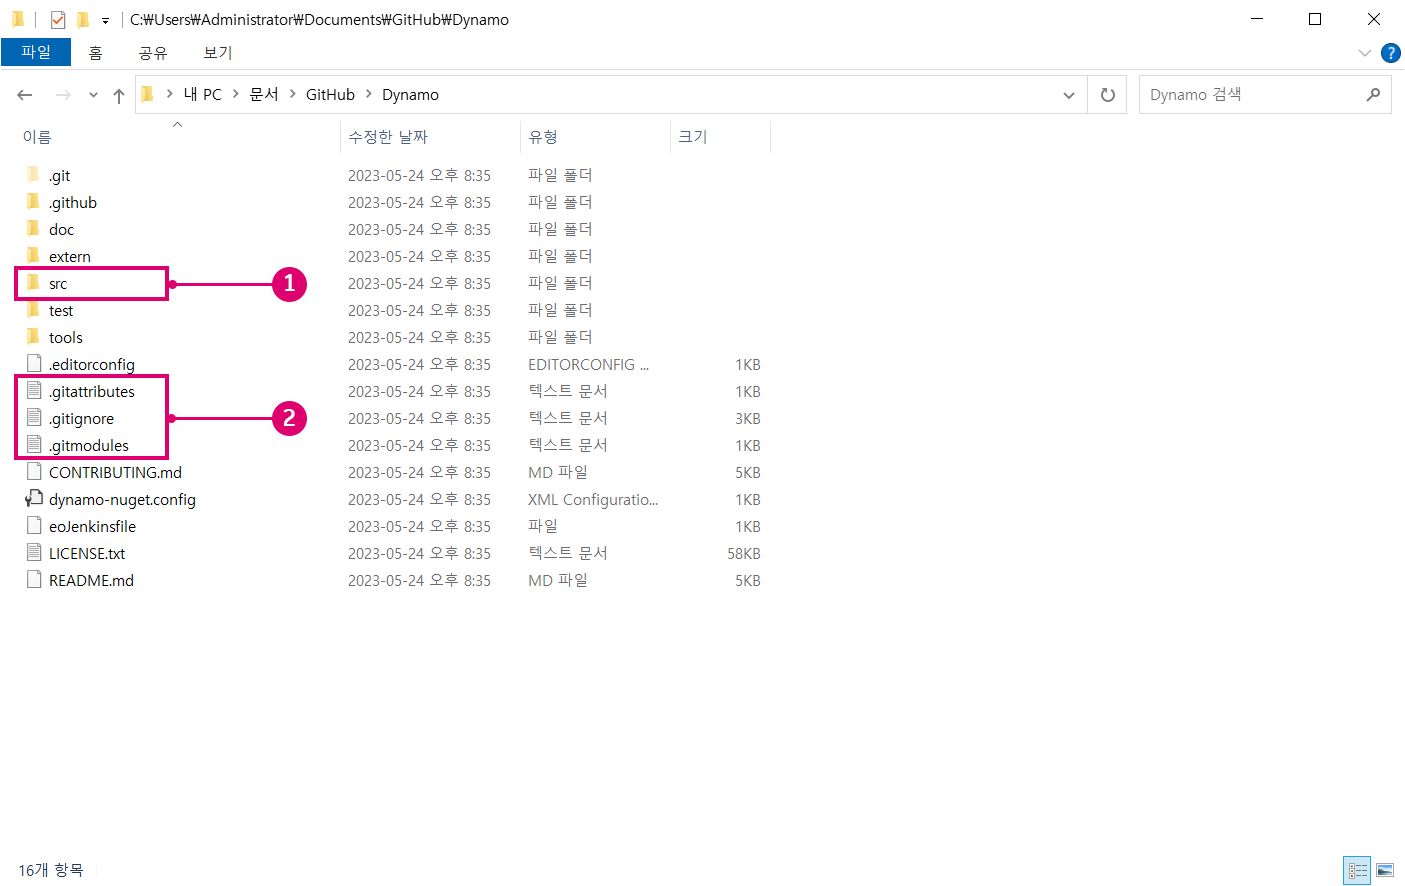 C:₩Users₩Administrator₩Documents₩GitHub₩Dynamo
파일 홈 공유 보기 ?
내 PC > 문서 > GitHub > Dynamo Dynamo 검색
이름 수정한 날짜 유형 크기
.git 2023-05-24 오후 8:35 파일 폴더
.github 2023-05-24 오후 8:35 파일 폴더
doc 2023-05-24 오후 8:35 파일 폴더
extern 2023-05-24 오후 8:35 파일 폴더
src 1 2023-05-24 오후 8:35 파일 폴더
test 2023-05-24 오후 8:35 파일 폴더
tools 2023-05-24 오후 8:35 파일 폴더
.editorconfig 2023-05-24 오후 8:35 EDITORCONFIG ... 1KB
.gitattributes 2023-05-24 오후 8:35 텍스트 문서 1KB
.gitignore 2 2023-05-24 오후 8:35 텍스트 문서 3KB
.gitmodules 2023-05-24 오후 8:35 텍스트 문서 1KB
CONTRIBUTING.md 2023-05-24 오후 8:35 MD 파일 5KB
dynamo-nuget.config 2023-05-24 오후 8:35 XML Configuratio... 1KB
eoJenkinsfile 2023-05-24 오후 8:35 파일 1KB
LICENSE.txt 2023-05-24 오후 8:35 텍스트 문서 58KB
README.md 2023-05-24 오후 8:35 MD 파일 5KB
16개 항목